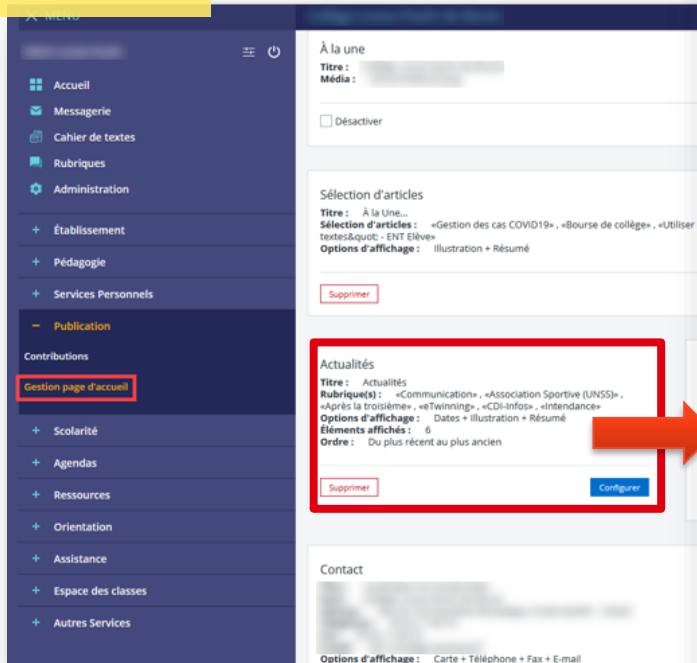 MENU
Accueil
Messagerie
Cahier de textes
Rubriques
Administration
Établissement
Pédagogie
Services Personnels
Publication
Contributions
Gestion page d'accueil
Scolarité
Agendas
Ressources
Orientation
Assistance
Espace des classes
Autres Services
À la une
Titre :
Média :
Désactiver
Sélection d'articles
Titre : À la Une...
Sélection d'articles : «Gestion des cas COVID19» , «Bourse de collège» , «Utiliser
textes&quot; - ENT Elève»
Options d'affichage : Illustration + Résumé
Supprimer
Actualités
Titre : Actualités
Rubrique(s) : «Communication» , «Association Sportive (UNSS)» ,
«Après la troisième» , «eTwinning» , «CDI-Infos» , «Intendance»
Options d'affichage : Dates + Illustration + Résumé
Éléments affichés : 6
Ordre : Du plus récent au plus ancien
Supprimer
Configurer
Contact
Options d'affichage : Carte + Téléphone + Fax + E-mail